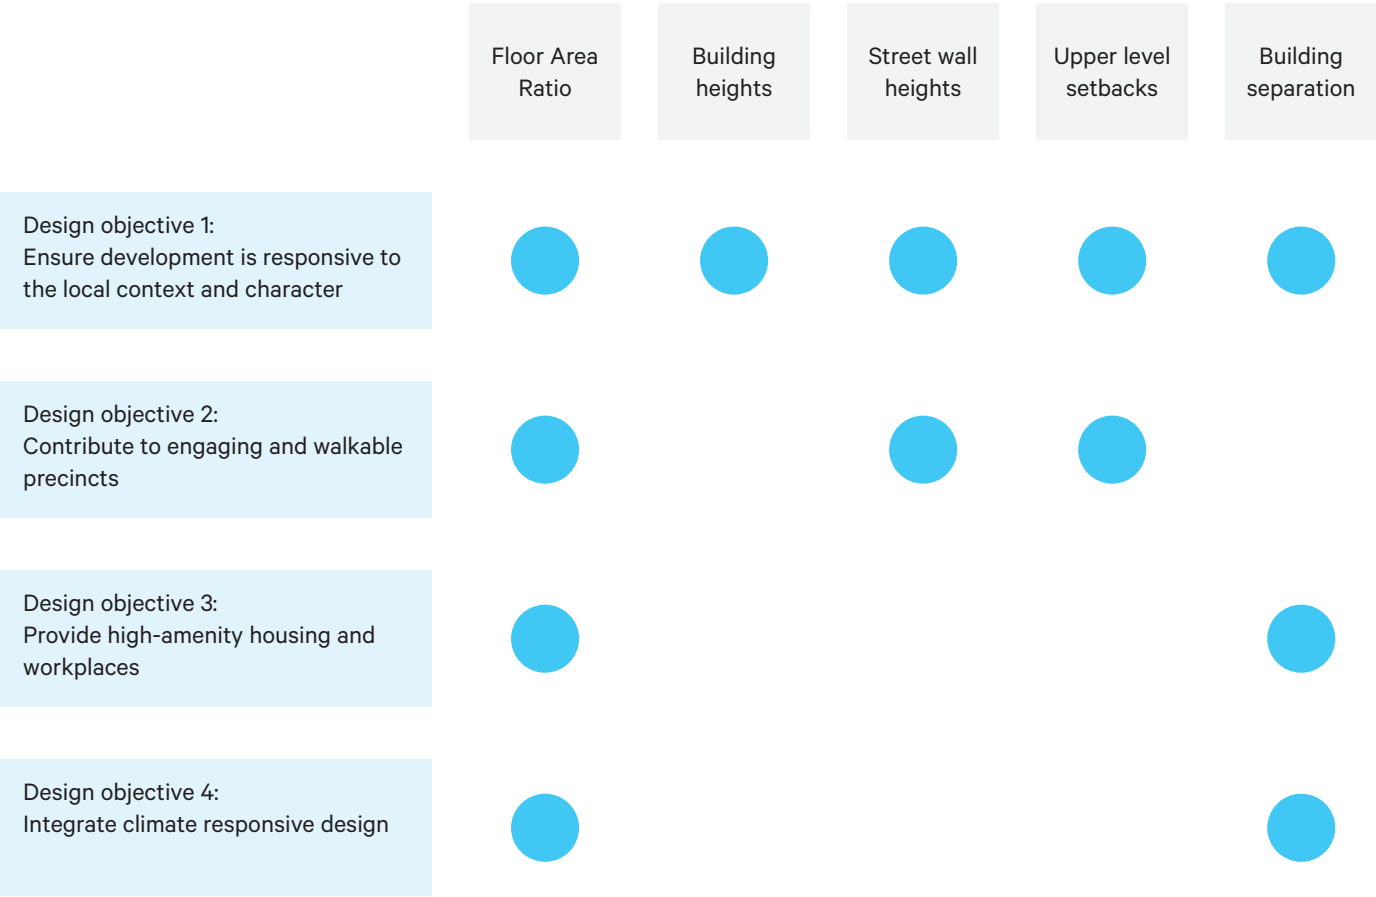 Floor Area
Ratio
Building
heights
Street wall
heights
Upper level
setbacks
Building
separation
Design objective 1:
Ensure development is responsive to
the local context and character
Design objective 2:
Contribute to engaging and walkable
precincts
Design objective 3:
Provide high-amenity housing and
workplaces
Design objective 4:
Integrate climate responsive design